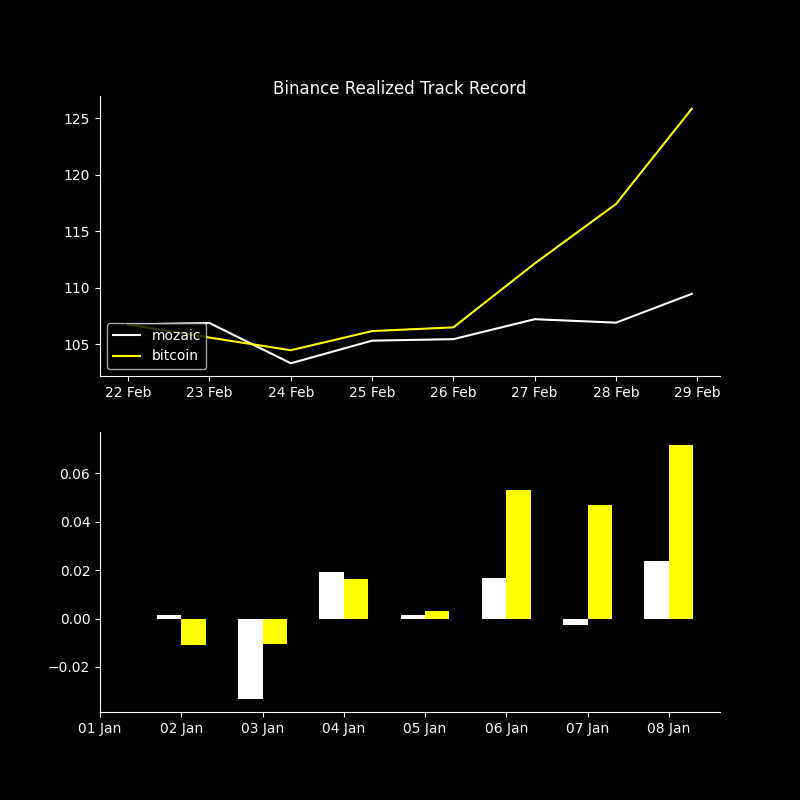 Binance Realized Track Record
125
120
115
110
105
mozaic
bitcoin
22 Feb 23 Feb 24 Feb 25 Feb 26 Feb 27 Feb 28 Feb 29 Feb
0.06
0.04
0.02
0.00
−0.02
01 Jan 02 Jan 03 Jan 04 Jan 05 Jan 06 Jan 07 Jan 08 Jan